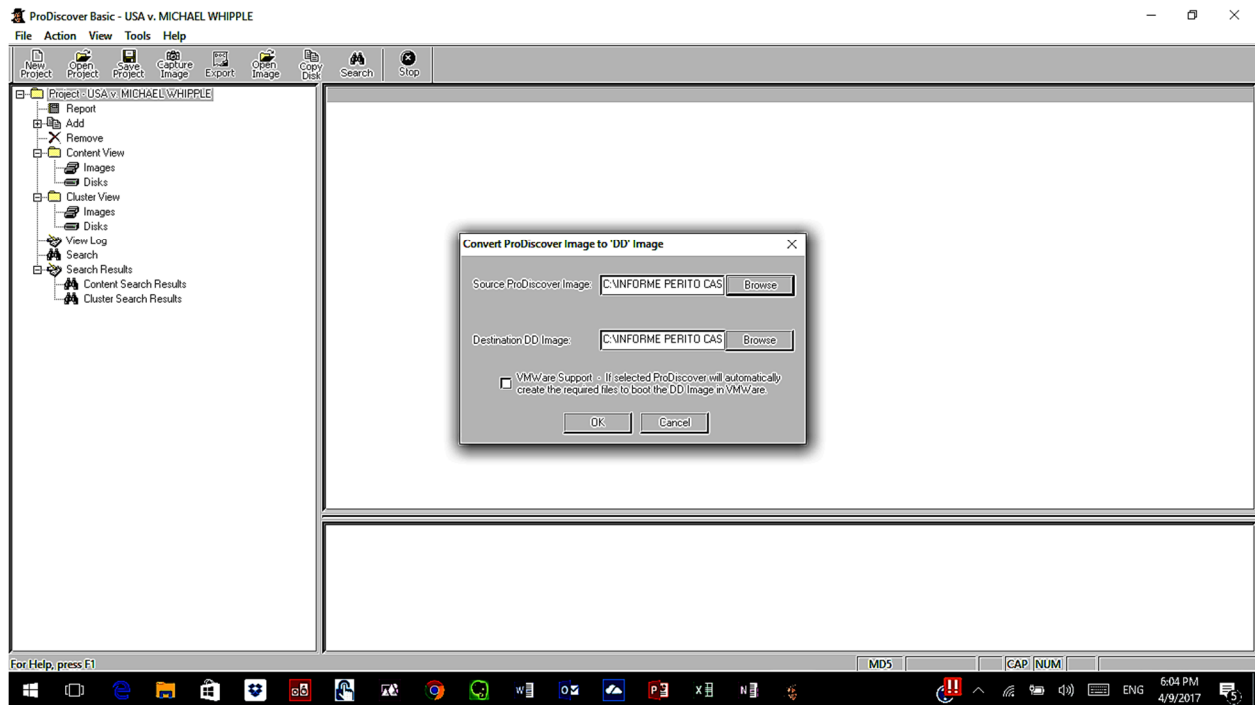 ProDiscover Basic - USA v. MICHAEL WHIPPLE
File Action View Tools Help
New Project Open Project Save Project Capture Image Export Open Image Copy Disk Search Stop
Project - USA v. MICHAEL WHIPPLE
Report
Add
Remove
Content View
Images
Disks
Cluster View
Images
Disks
View Log
Search
Search Results
Content Search Results
Cluster Search Results
Convert ProDiscover Image to 'DD' Image
Source ProDiscover Image: C:\INFORME PERITO CAS Browse
Destination DD Image: C:\INFORME PERITO CAS Browse
VMWare Support - If selected ProDiscover will automatically
create the required files to boot the DD Image in VMWare.
OK Cancel
For Help, press F1 MD5 CAP NUM
ENG 6:04 PM
4/9/2017 5